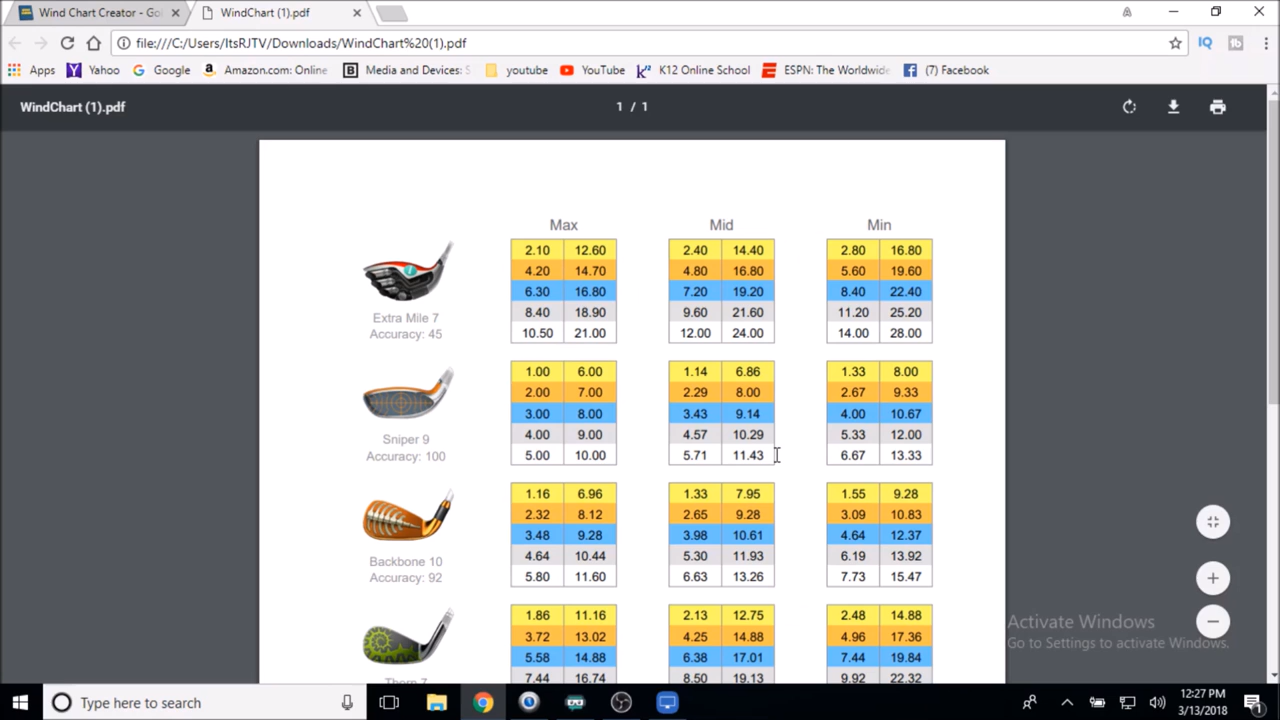 Wind Chart Creator - Gol
WindChart (1).pdf
file:///C:/Users/ItsRJTV/Downloads/WindChart%20(1).pdf
Apps Yahoo Google Amazon.com: Online Media and Devices: S youtube YouTube K12 Online School ESPN: The Worldwide (7) Facebook
WindChart (1).pdf 1 / 1
Max Mid Min
2.10 12.60 2.40 14.40 2.80 16.80
4.20 14.70 4.80 16.80 5.60 19.60
6.30 16.80 7.20 19.20 8.40 22.40
Extra Mile 7 8.40 18.90 9.60 21.60 11.20 25.20
Accuracy: 45 10.50 21.00 12.00 24.00 14.00 28.00
1.00 6.00 1.14 6.86 1.33 8.00
2.00 7.00 2.29 8.00 2.67 9.33
3.00 8.00 3.43 9.14 4.00 10.67
Sniper 9 4.00 9.00 4.57 10.29 5.33 12.00
Accuracy: 100 5.00 10.00 5.71 11.43 6.67 13.33
1.16 6.96 1.33 7.95 1.55 9.28
2.32 8.12 2.65 9.28 3.09 10.83
3.48 9.28 3.98 10.61 4.64 12.37
Backbone 10 4.64 10.44 5.30 11.93 6.19 13.92
Accuracy: 92 5.80 11.60 6.63 13.26 7.73 15.47
1.86 11.16 2.13 12.75 2.48 14.88
3.72 13.02 4.25 14.88 4.96 17.36
5.58 14.88 6.38 17.01 7.44 19.84
Thorn 7 7.44 16.74 8.50 19.13 9.92 22.32
Activate Windows
Go to Settings to activate Windows.
Type here to search
12:27 PM
3/13/2018